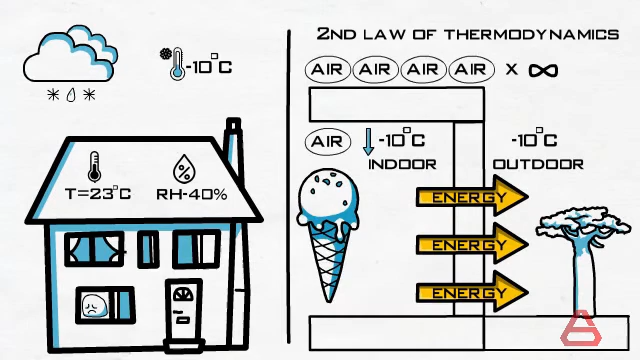 -10°C
T=23°C
RH-40%
2ND LAW OF THERMODYNAMICS
AIR AIR AIR AIR X ∞
AIR ↓ -10°C
INDOOR
-10°C
OUTDOOR
ENERGY
ENERGY
ENERGY